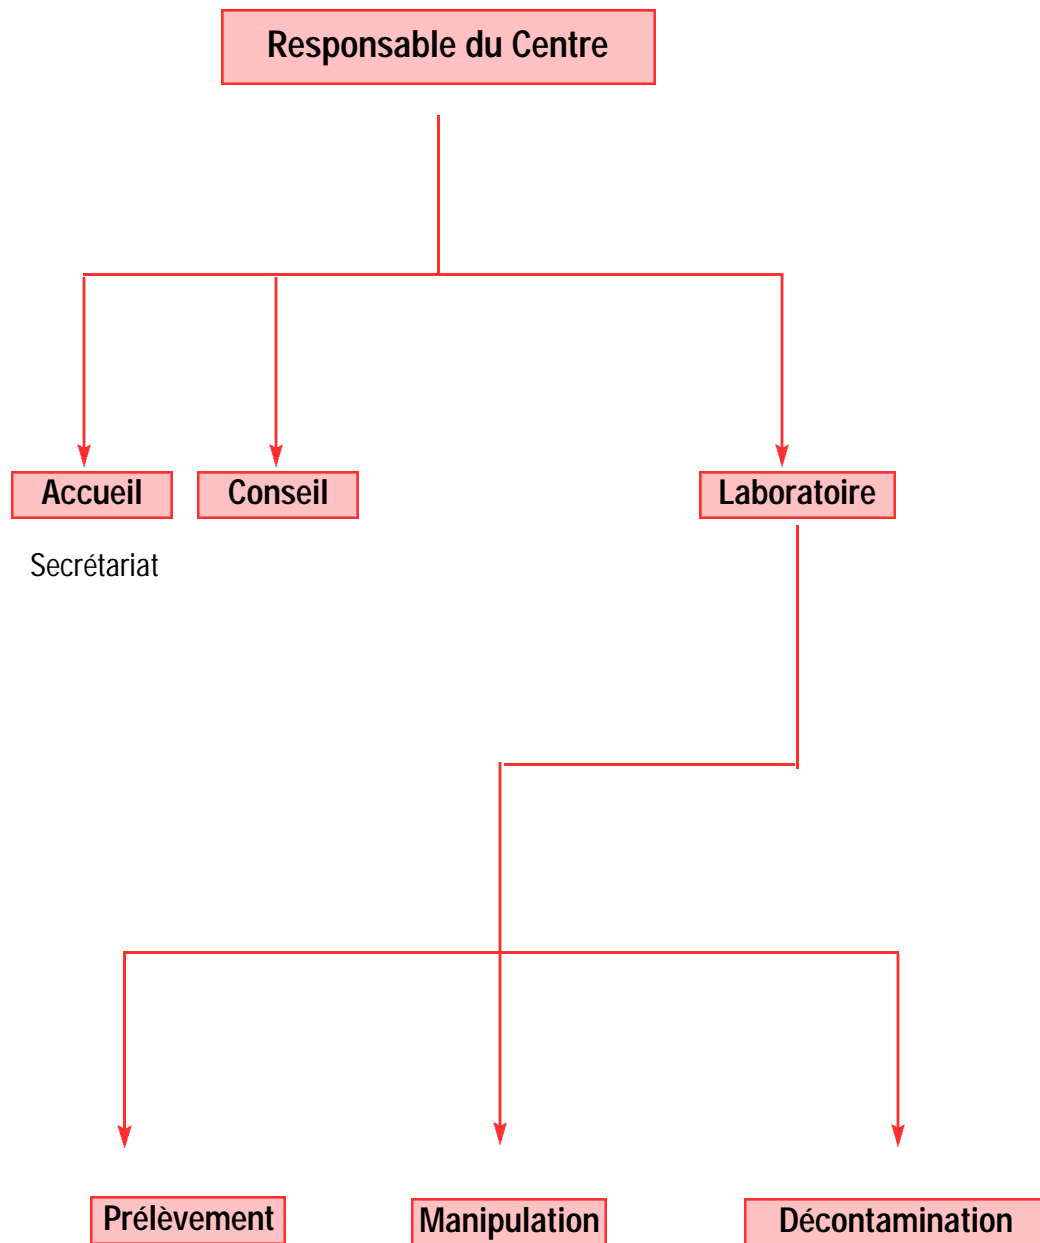 Responsable du Centre
Accueil
Conseil
Laboratoire
Secrétariat
Prélèvement
Manipulation
Décontamination